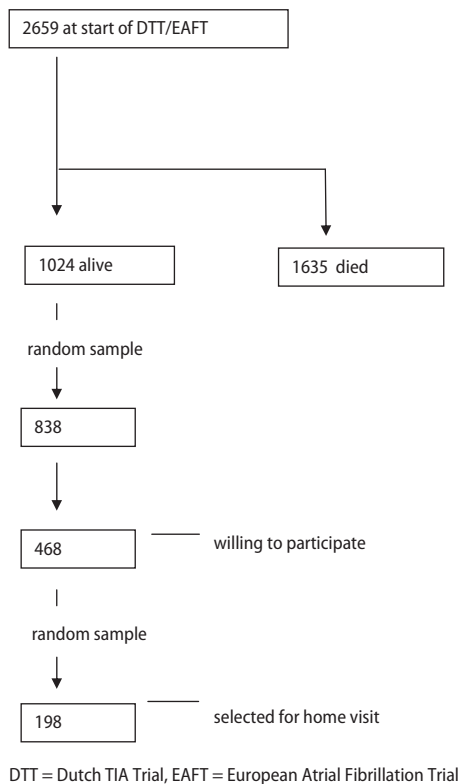 2659 at start of DTT/EAFT
1024 alive
1635 died
random sample
838
468
willing to participate
random sample
198
selected for home visit
DTT = Dutch TIA Trial, EAFT = European Atrial Fibrillation Trial